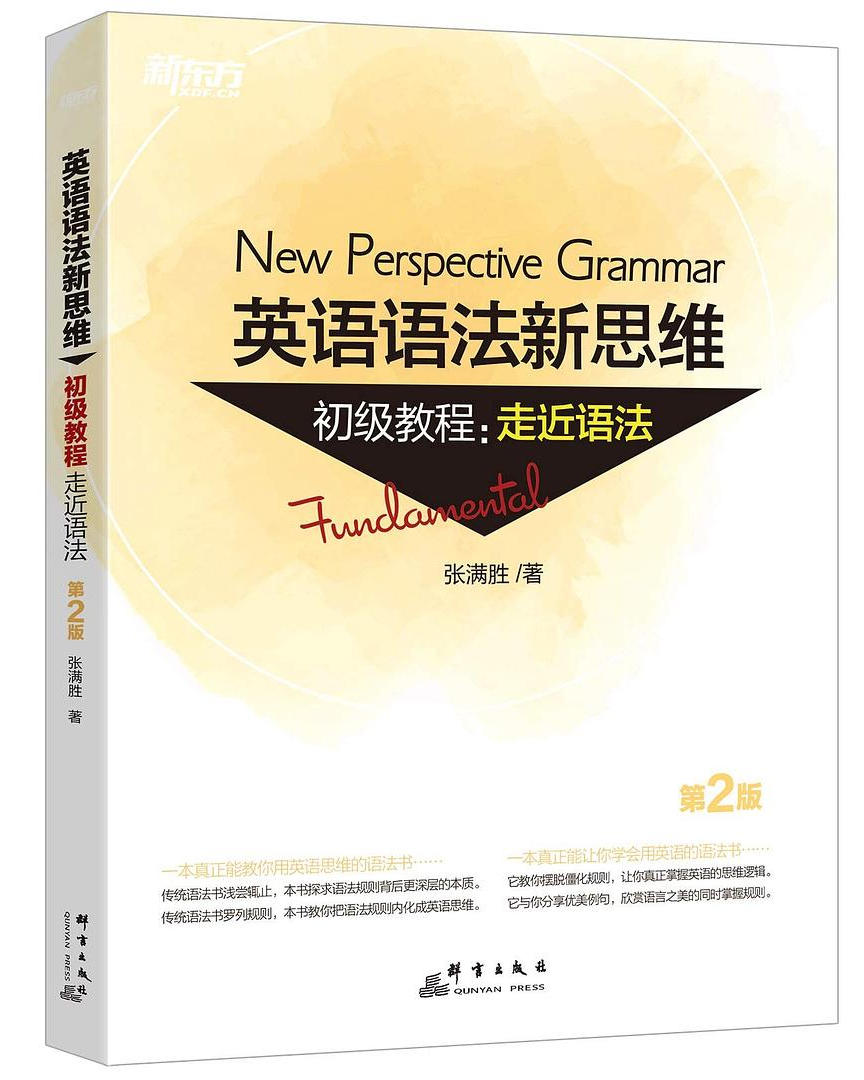 新东方
XDF.CN
New Perspective Grammar
英语语法新思维
初级教程:走近语法
Fundamental
张满胜 /著
第2版
一本真正能教你用英语思维的语法书……
传统语法书浅尝辄止，本书探求语法规则背后更深层的本质。
传统语法书罗列规则，本书教你把语法规则内化成英语思维。
一本真正能让你学会用英语的语法书……
它教你摆脱僵化规则，让你真正掌握英语的思维逻辑。
它与你分享优美例句，欣赏语言之美的同时掌握规则。
群言出版社
QUNYAN PRESS
新东方
英语语法新思维
初级教程
走近语法
第2版
张满胜 著
群言出版社
QUNYAN PRESS